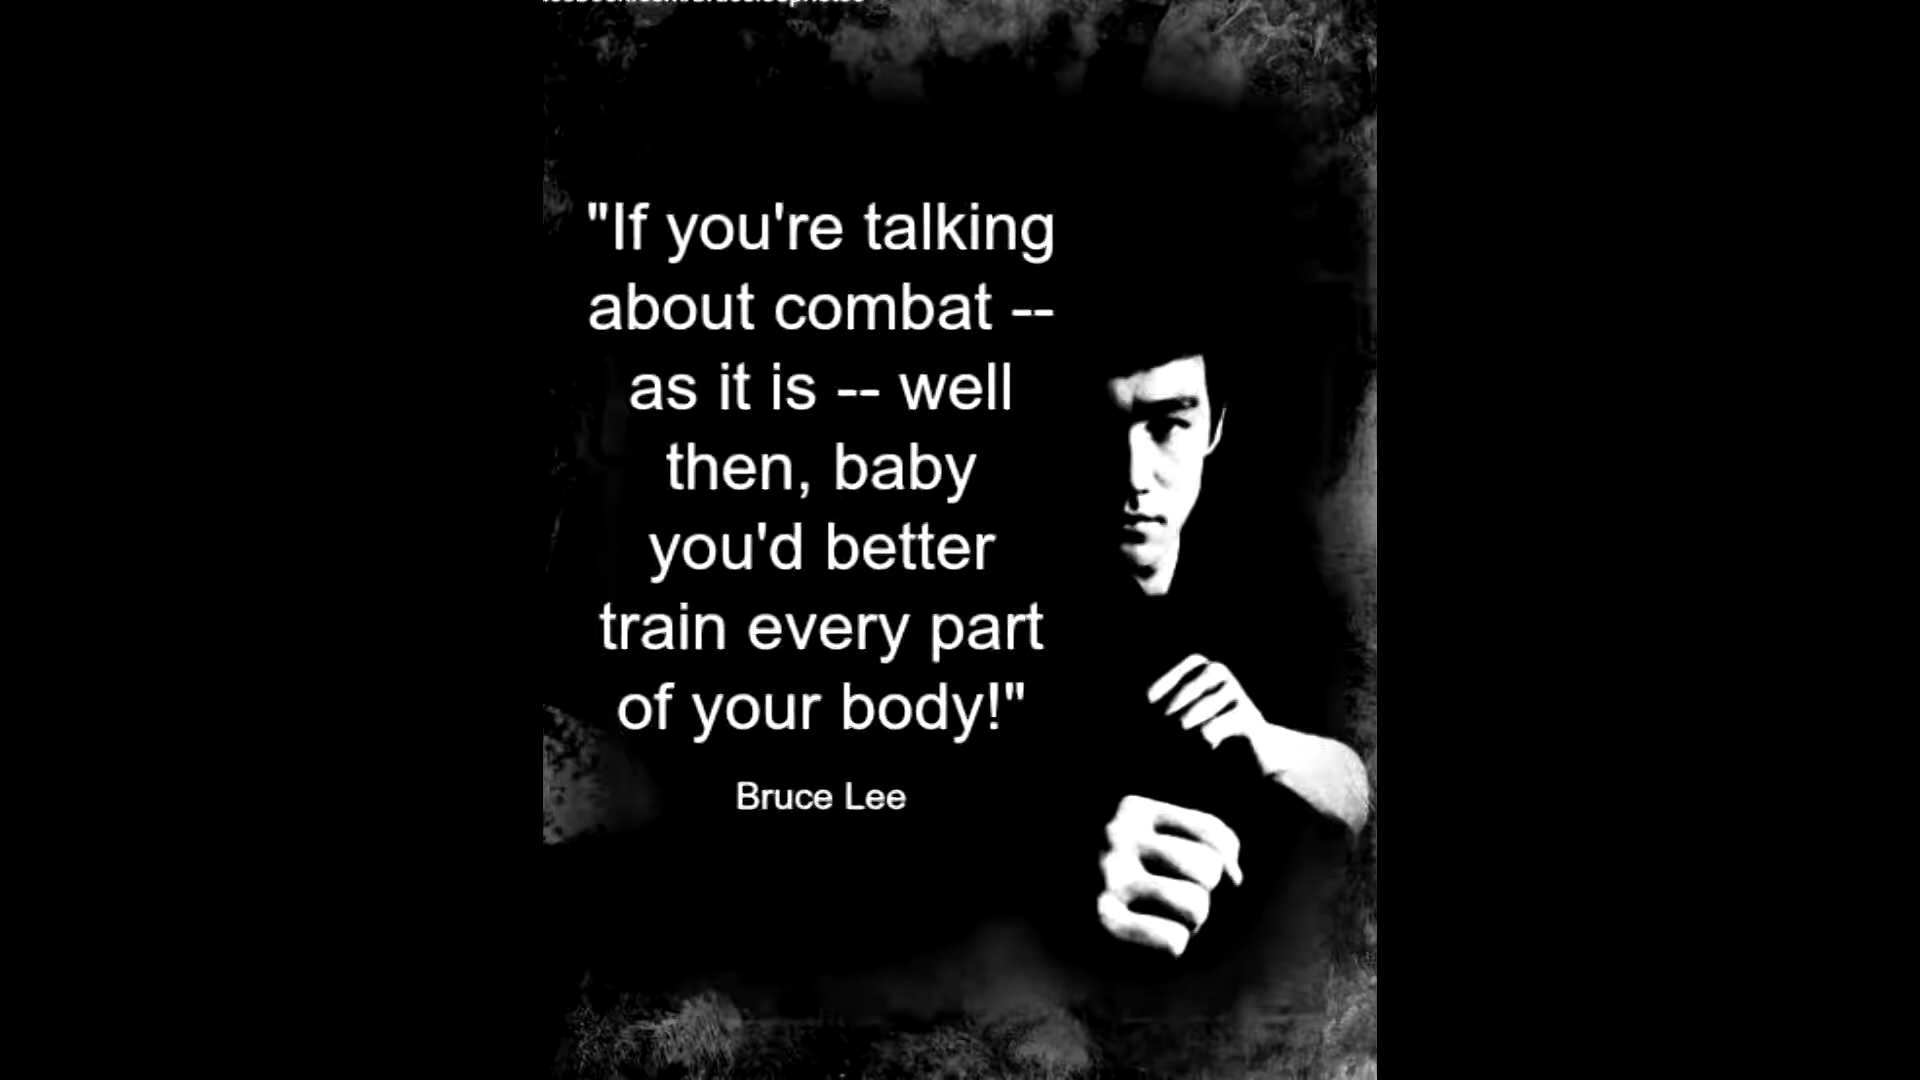 "If you're talking
about combat --
as it is -- well
then, baby
you'd better
train every part
of your body!"
Bruce Lee